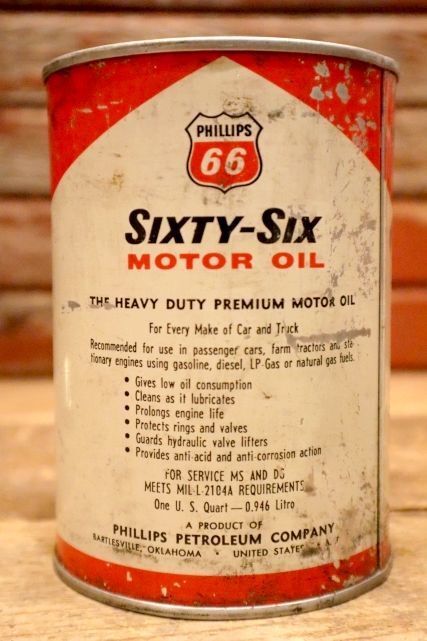 PHILLIPS
66
SIXTY-SIX
MOTOR OIL
THE HEAVY DUTY PREMIUM MOTOR OIL
For Every Make of Car and Truck
Recommended for use in passenger cars, farm tractors and sta-
tionary engines using gasoline, diesel, LP-Gas or natural gas fuels.
• Gives low oil consumption
• Cleans as it lubricates
• Prolongs engine life
• Protects rings and valves
• Guards hydraulic valve lifters
• Provides anti-acid and anti-corrosion action
FOR SERVICE MS AND DG
MEETS MIL-L-2104A REQUIREMENTS
One U. S. Quart — 0.946 Litro
A PRODUCT OF
PHILLIPS PETROLEUM COMPANY
BARTLESVILLE, OKLAHOMA • UNITED STATES